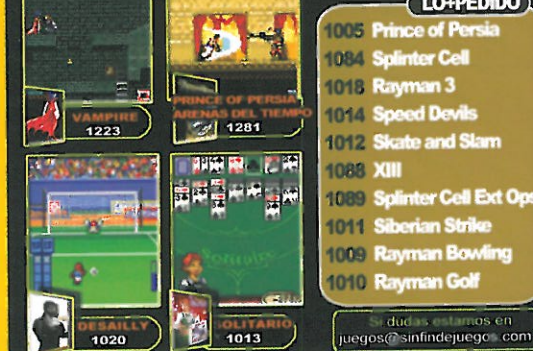 VAMPIRE
1223
PRINCE OF PERSIA
ARENAS DEL TIEMPO
1281
DESAILLY
1020
SOLITARIO
1013
LO+PEDIDO
1005 Prince of Persia
1084 Splinter Cell
1018 Rayman 3
1014 Speed Devils
1012 Skate and Slam
1088 XIII
1089 Splinter Cell Ext Ops
1011 Siberian Strike
1009 Rayman Bowling
1010 Rayman Golf
Si dudas estamos en
juegos@sinfindejuegos.com